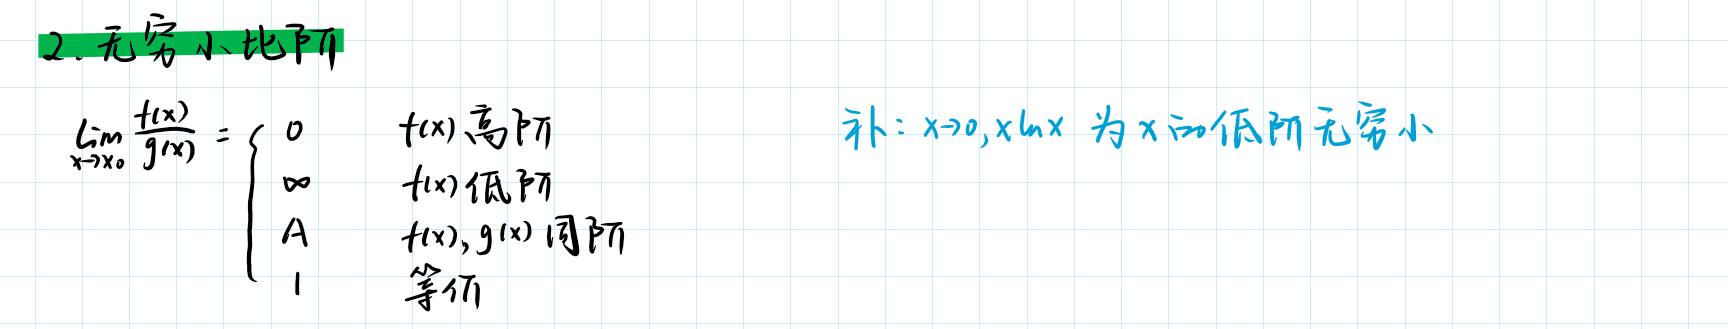 2. 无穷小比阶
lim x→x₀ f(x)/g(x) = { 0 f(x)高阶
∞ f(x)低阶
A f(x), g(x) 同阶
1 等价
补: x→0, xlnx 为 x 的低阶无穷小